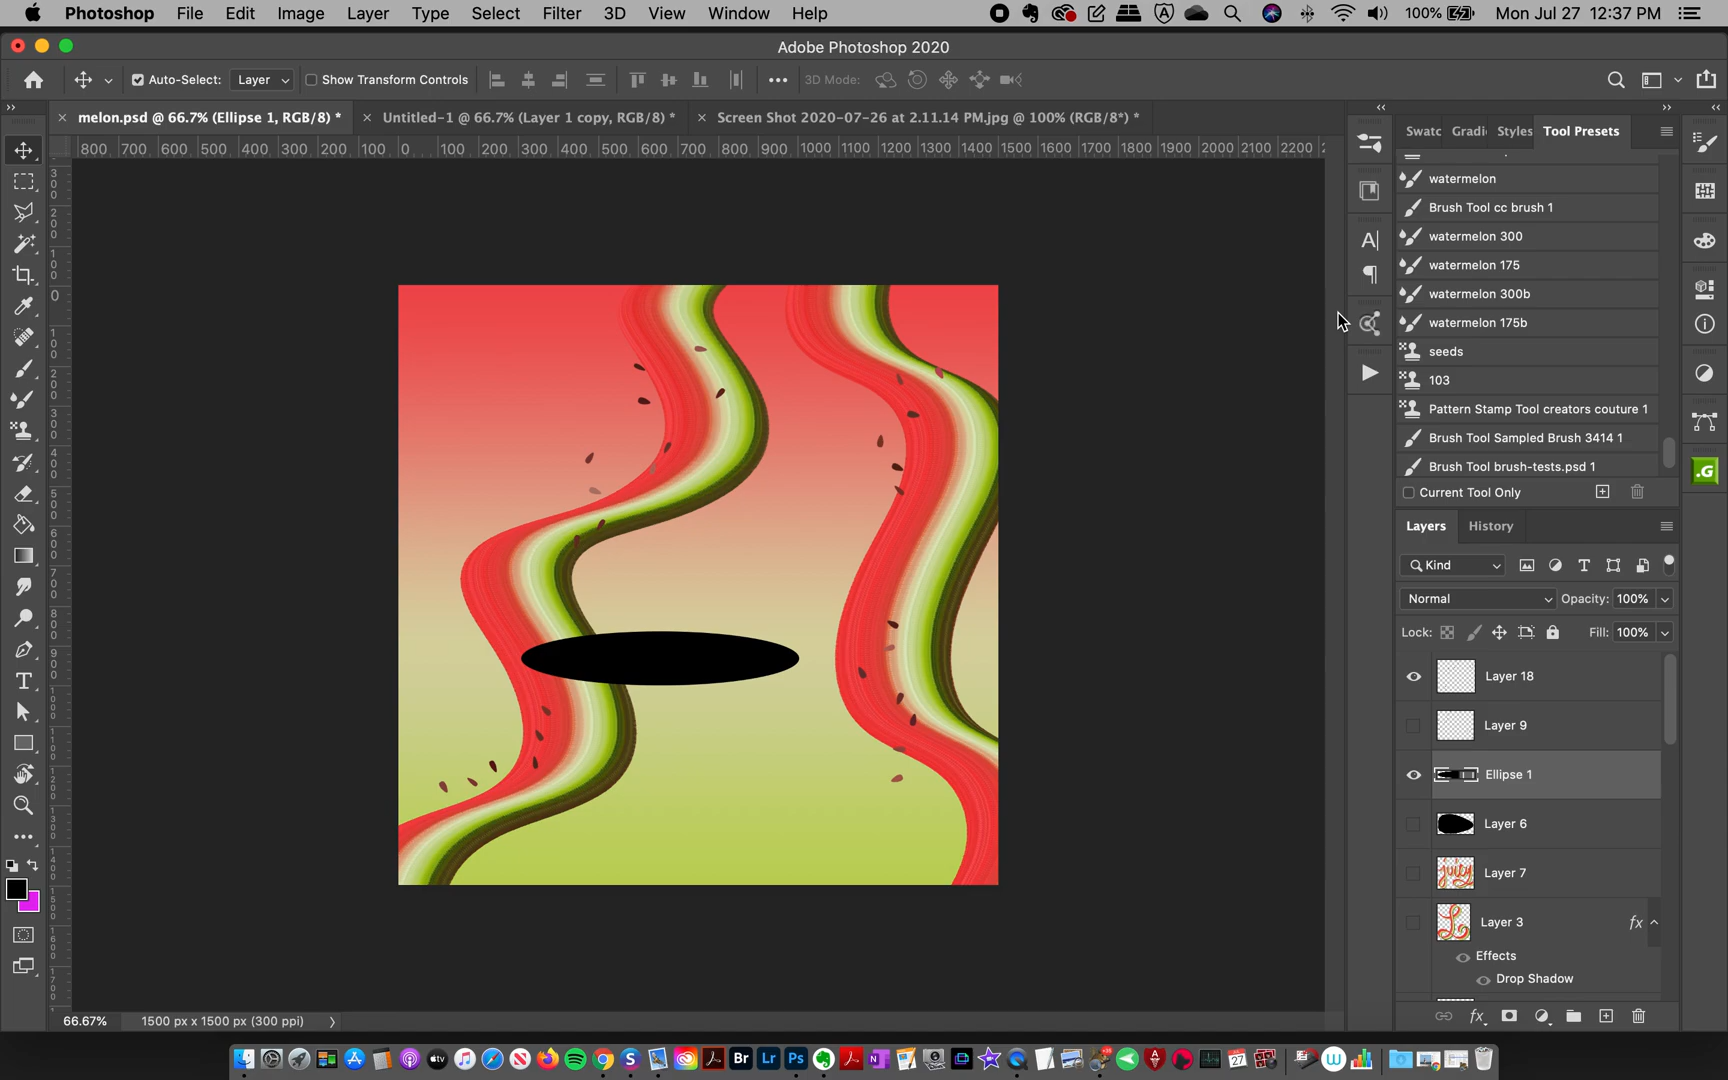 Photoshop File Edit Image Layer Type Select Filter 3D View Window Help 100% Mon Jul 27 12:37 PM
Adobe Photoshop 2020
Auto-Select: Layer Show Transform Controls 3D Mode:
melon.psd @ 66.7% (Ellipse 1, RGB/8) * Untitled-1 @ 66.7% (Layer 1 copy, RGB/8) * Screen Shot 2020-07-26 at 2.11.14 PM.jpg @ 100% (RGB/8*) *
Swatc Gradi Styles Tool Presets
800 700 600 500 400 300 200 100 0 100 200 300 400 500 600 700 800 900 1000 1100 1200 1300 1400 1500 1600 1700 1800 1900 2000 2100 2200 2
watermelon
Brush Tool cc brush 1
watermelon 300
watermelon 175
watermelon 300b
watermelon 175b
seeds
103
Pattern Stamp Tool creators couture 1
Brush Tool Sampled Brush 3414 1
Brush Tool brush-tests.psd 1
Current Tool Only
.G
Layers History
Kind
Normal Opacity: 100%
Lock: Fill: 100%
Layer 18
Layer 9
Ellipse 1
Layer 6
juicy Layer 7
Layer 3 fx
Effects
Drop Shadow
66.67% 1500 px x 1500 px (300 ppi)
fx
Br Lr Ps